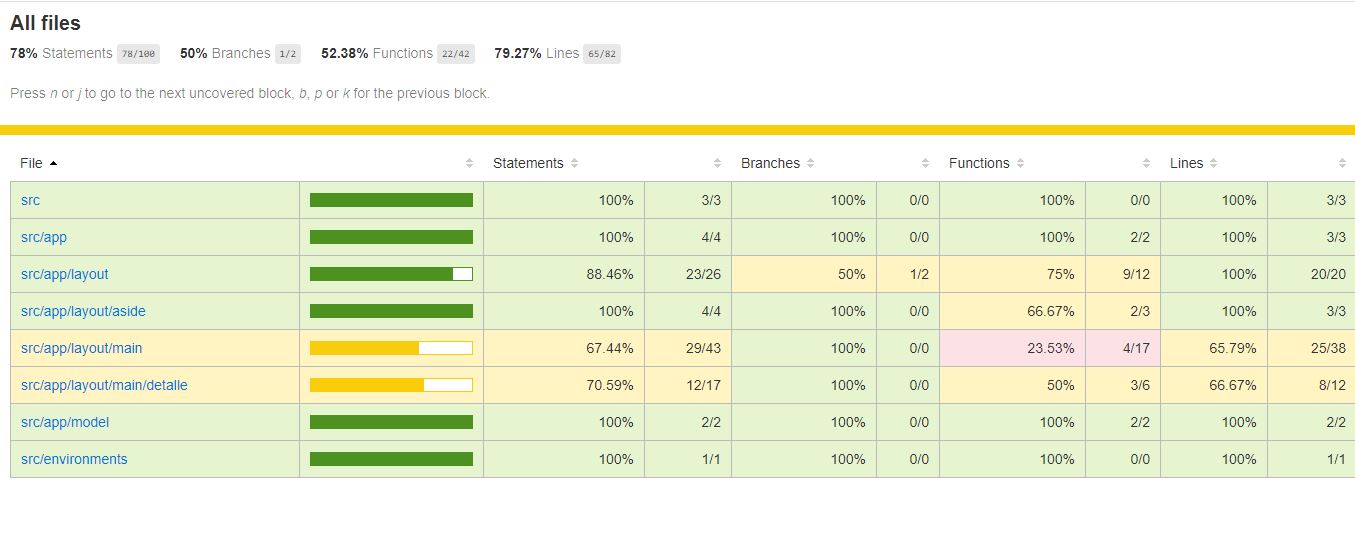 All files
78% Statements 78/100 50% Branches 1/2 52.38% Functions 22/42 79.27% Lines 65/82
Press n or j to go to the next uncovered block, b, p or k for the previous block.
File Statements Branches Functions Lines
src 100% 3/3 100% 0/0 100% 0/0 100% 3/3
src/app 100% 4/4 100% 0/0 100% 2/2 100% 3/3
src/app/layout 88.46% 23/26 50% 1/2 75% 9/12 100% 20/20
src/app/layout/aside 100% 4/4 100% 0/0 66.67% 2/3 100% 3/3
src/app/layout/main 67.44% 29/43 100% 0/0 23.53% 4/17 65.79% 25/38
src/app/layout/main/detalle 70.59% 12/17 100% 0/0 50% 3/6 66.67% 8/12
src/app/model 100% 2/2 100% 0/0 100% 2/2 100% 2/2
src/environments 100% 1/1 100% 0/0 100% 0/0 100% 1/1